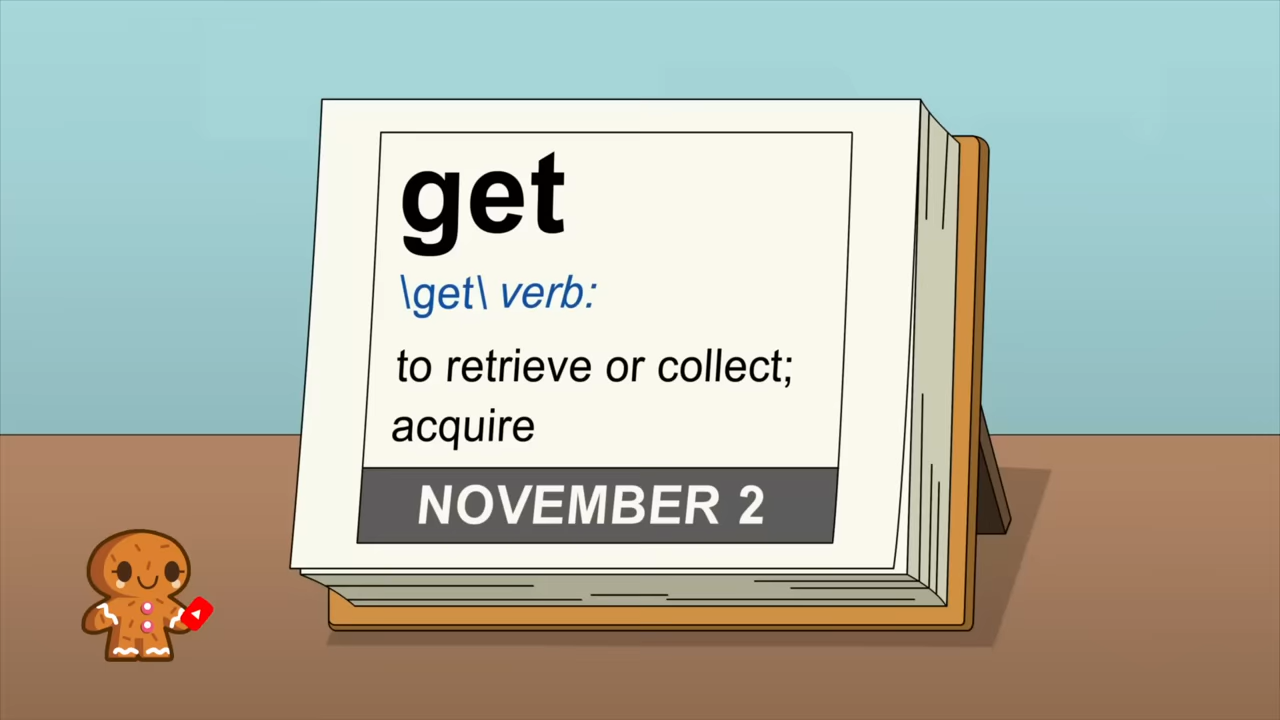 get
\get\ verb:
to retrieve or collect;
acquire
NOVEMBER 2